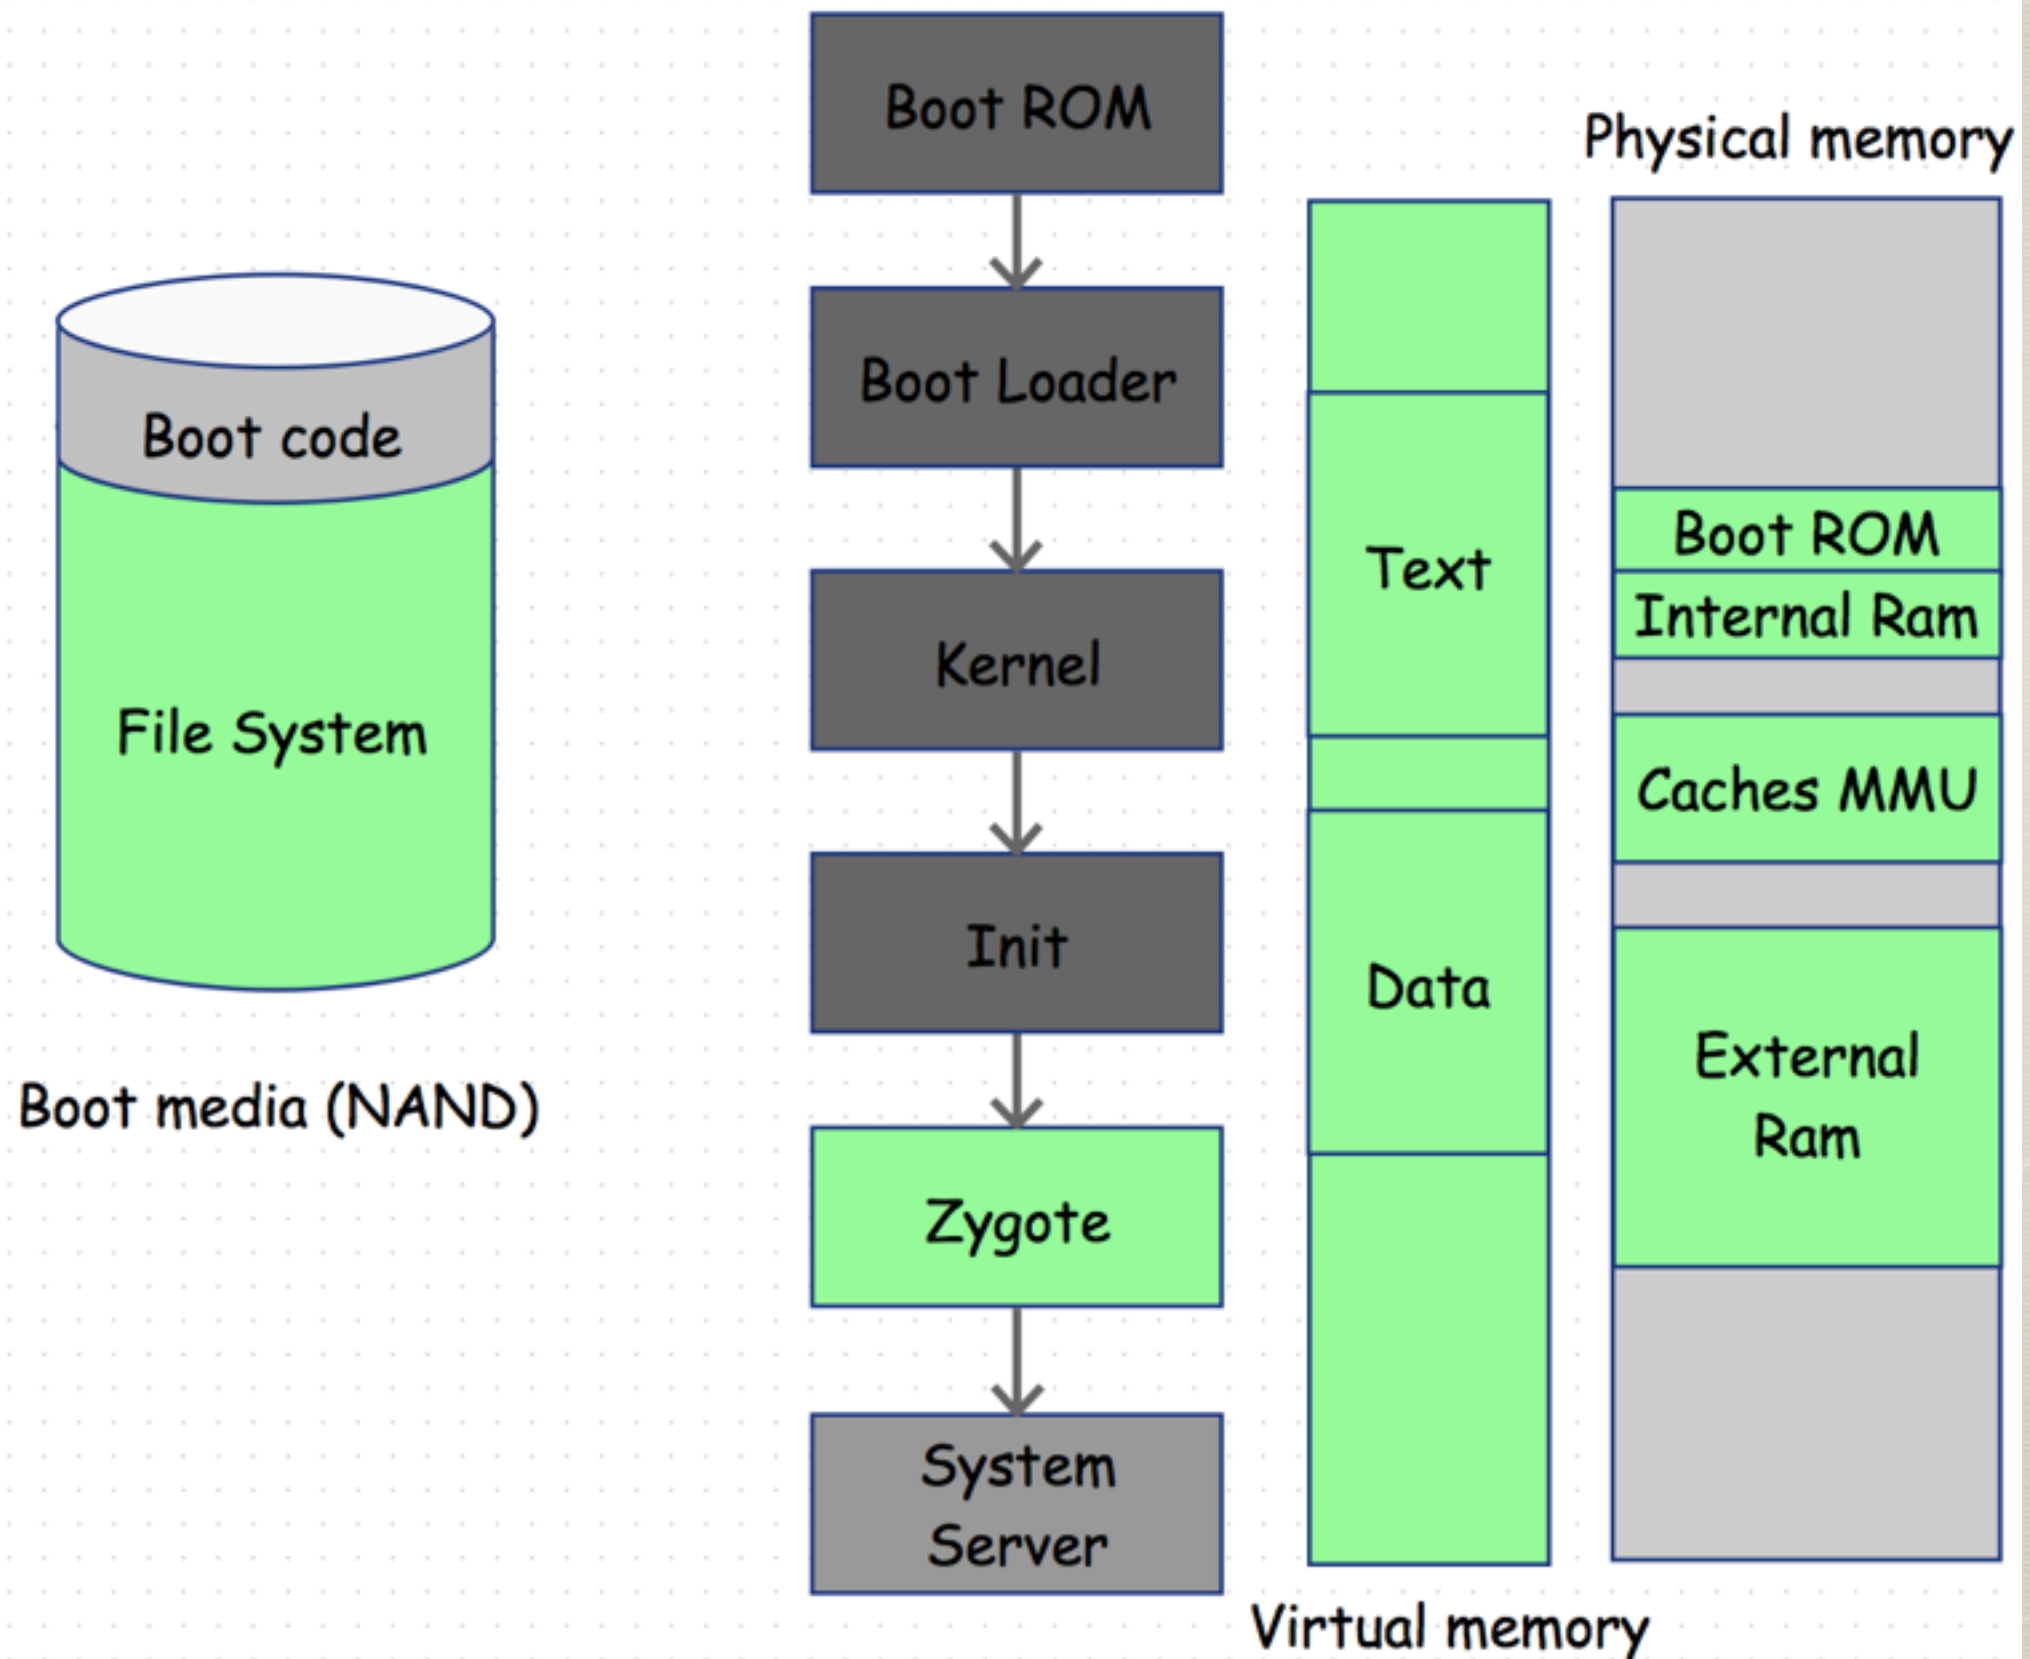 Boot code
File System
Boot media (NAND)
Boot ROM
Boot Loader
Kernel
Init
Zygote
System
Server
Text
Data
Virtual memory
Physical memory
Boot ROM
Internal Ram
Caches MMU
External
Ram